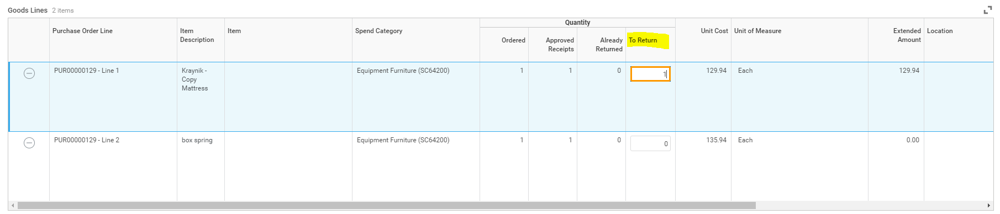 Goods Lines 2 items
Quantity
Purchase Order Line Item Item Spend Category Unit Cost Unit of Measure Extended Location
Description Ordered Approved Already To Return Amount
Receipts Returned
PUR00000129 - Line 1 Kraynik - Equipment Furniture (SC64200) 1 1 0 1 129.94 Each 129.94
Copy
Mattress
PUR00000129 - Line 2 box spring Equipment Furniture (SC64200) 1 1 0 0 135.94 Each 0.00